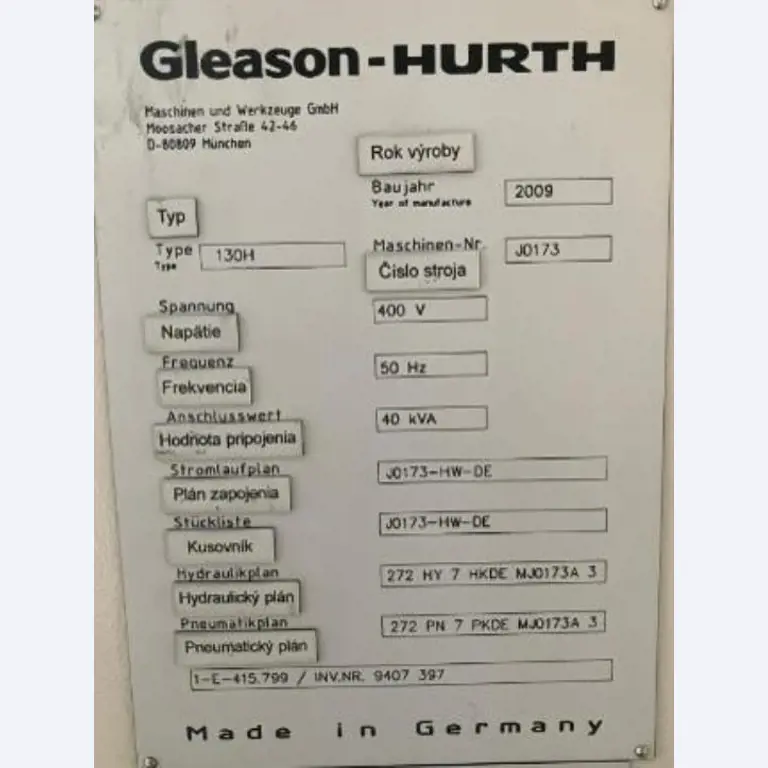 Gleason-HURTH
Maschinen und Werkzeuge GmbH
Moosacher Straße 42-46
D-80809 München
Rok výroby
Baujahr
Year of manufacture
2009
Typ
Type
Type
130H
Maschinen-Nr.
J0173
Číslo stroja
Spannung
400 V
Napätie
Frequenz
50 Hz
Frekvencia
Anschlusswert
40 kVA
Hodnota pripojenia
Stromlaufplan
J0173-HW-DE
Plán zapojenia
Stückliste
J0173-HW-DE
Kusovník
Hydraulikplan
272 HY 7 HKDE MJ0173A 3
Hydraulický plán
Pneumatikplan
272 PN 7 PKDE MJ0173A 3
Pneumatický plán
1-E-415.799 / INV.NR. 9407 397
Made in Germany